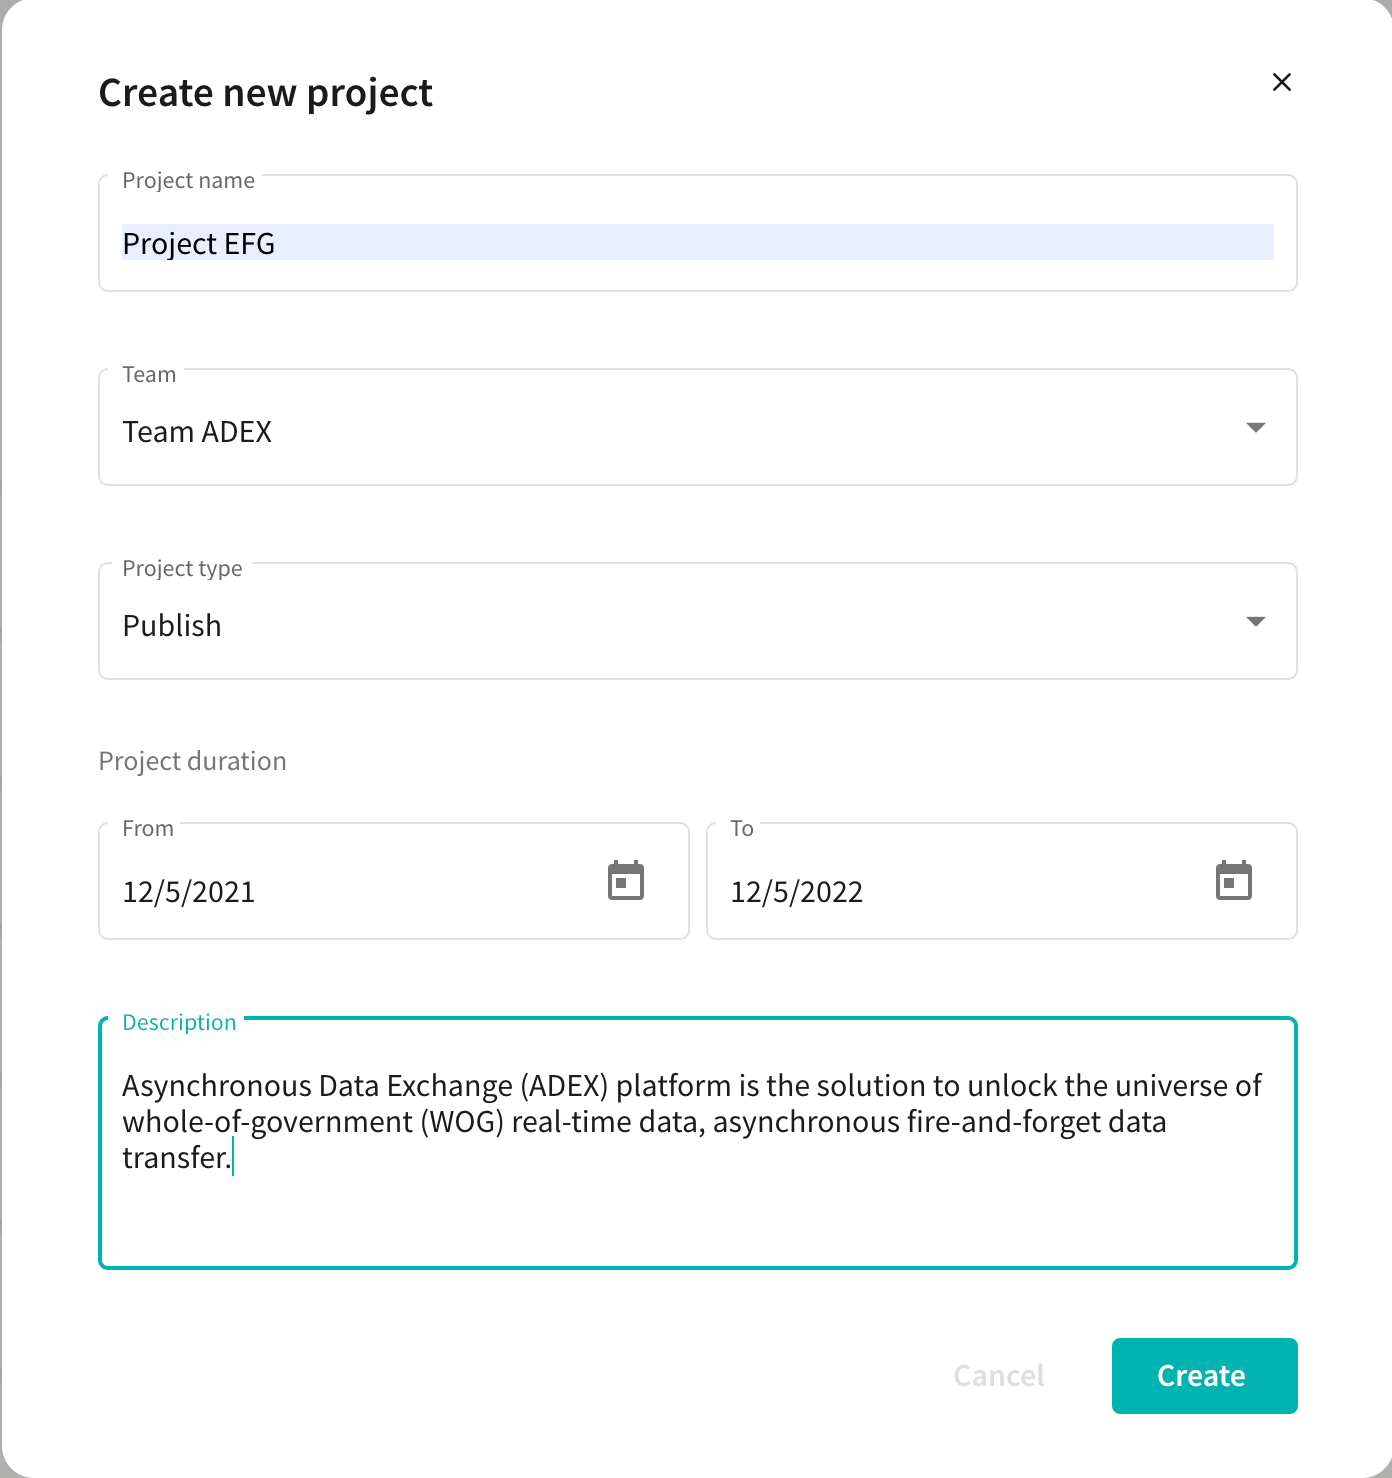 Create new project
Project name
Project EFG
Team
Team ADEX
Project type
Publish
Project duration
From
12/5/2021
To
12/5/2022
Description
Asynchronous Data Exchange (ADEX) platform is the solution to unlock the universe of
whole-of-government (WOG) real-time data, asynchronous fire-and-forget data
transfer.
Cancel
Create